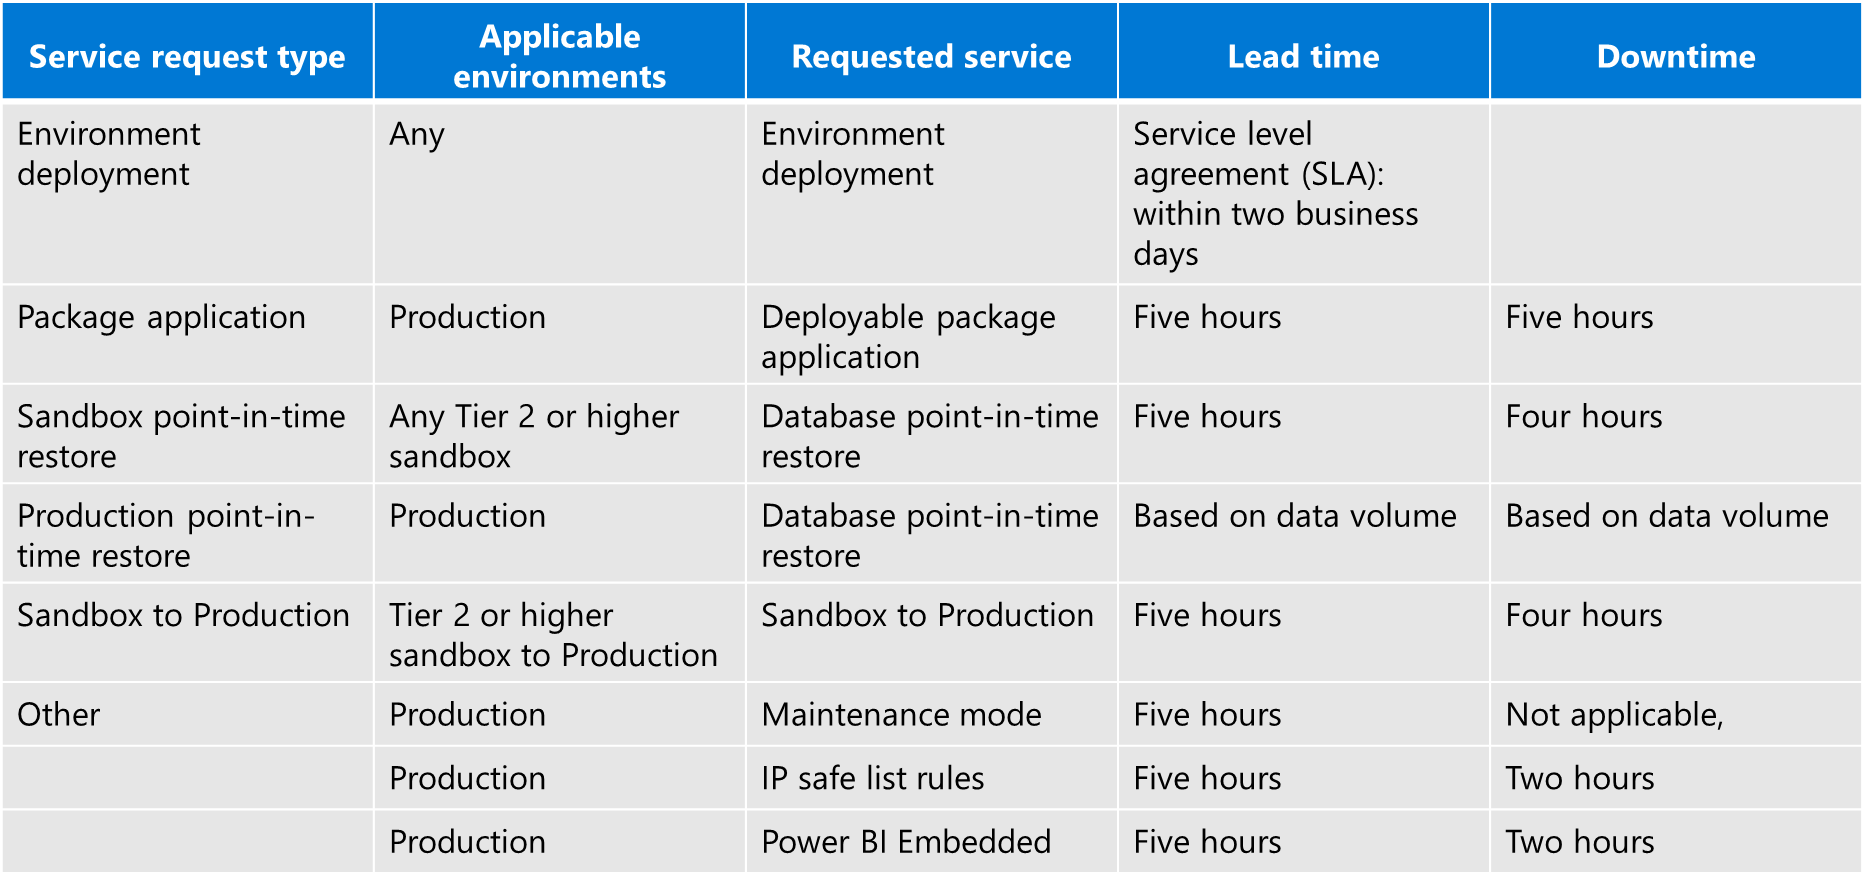 Service request type
Applicable
environments
Requested service
Lead time
Downtime
Environment
deployment
Any
Environment
deployment
Service level
agreement (SLA):
within two business
days
Package application
Production
Deployable package
application
Five hours
Five hours
Sandbox point-in-time
restore
Any Tier 2 or higher
sandbox
Database point-in-time
restore
Five hours
Four hours
Production point-in-
time restore
Production
Database point-in-time
restore
Based on data volume
Based on data volume
Sandbox to Production
Tier 2 or higher
sandbox to Production
Sandbox to Production
Five hours
Four hours
Other
Production
Maintenance mode
Five hours
Not applicable,
Production
IP safe list rules
Five hours
Two hours
Production
Power BI Embedded
Five hours
Two hours